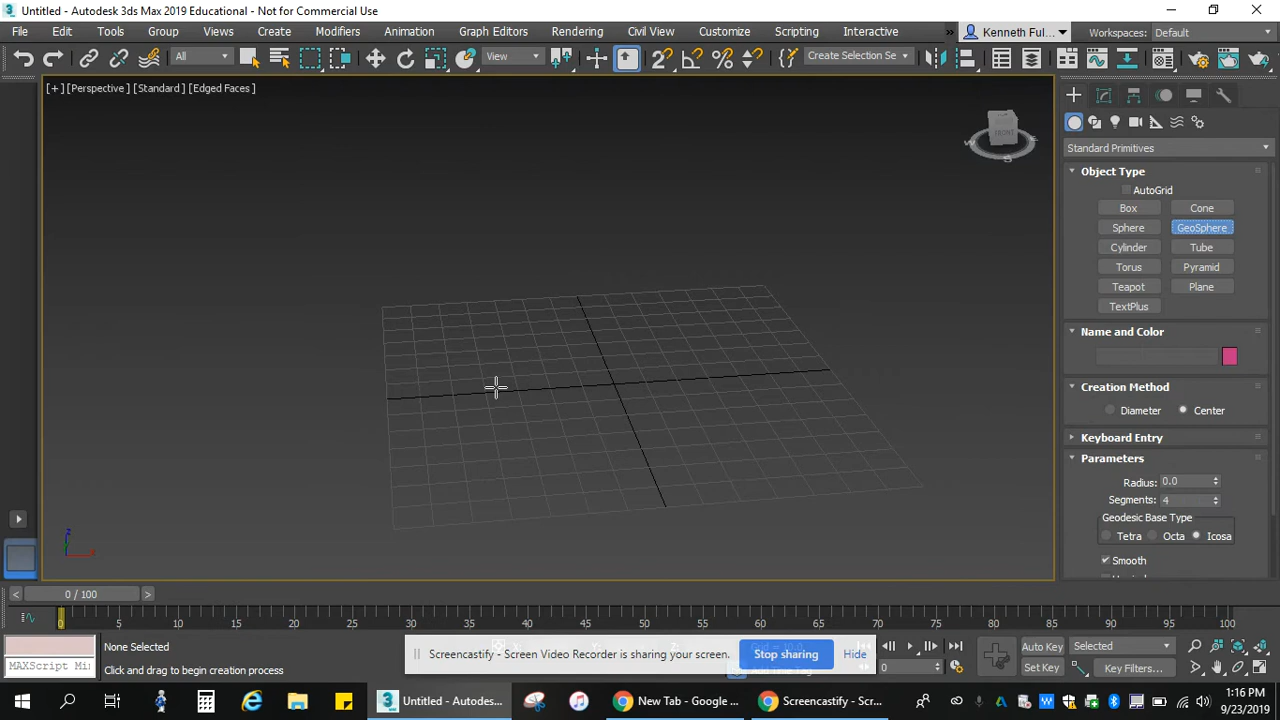 Untitled - Autodesk 3ds Max 2019 Educational - Not for Commercial Use
File Edit Tools Group Views Create Modifiers Animation Graph Editors Rendering Civil View Customize Scripting Interactive Kenneth Ful... Workspaces: Default
All View Create Selection Se
[+] [Perspective] [Standard] [Edged Faces]
FRONT
W
S
Standard Primitives
Object Type
AutoGrid
Box Cone
Sphere GeoSphere
Cylinder Tube
Torus Pyramid
Teapot Plane
TextPlus
Name and Color
Creation Method
Diameter Center
Keyboard Entry
Parameters
Radius: 0.0
Segments: 4
Geodesic Base Type
Tetra Octa Icosa
Smooth
z
x
< 0 / 100 >
0 5 10 15 20 25 30 35 40 45 50 55 60 65 70 75 80 85 90 95 100
None Selected
Click and drag to begin creation process
MAXScript Mi
Screencastify - Screen Video Recorder is sharing your screen. Stop sharing Hide
0
Auto Key Selected
Set Key Key Filters...
Untitled - Autodes... New Tab - Google ... Screencastify - Scr...
1:16 PM
9/23/2019